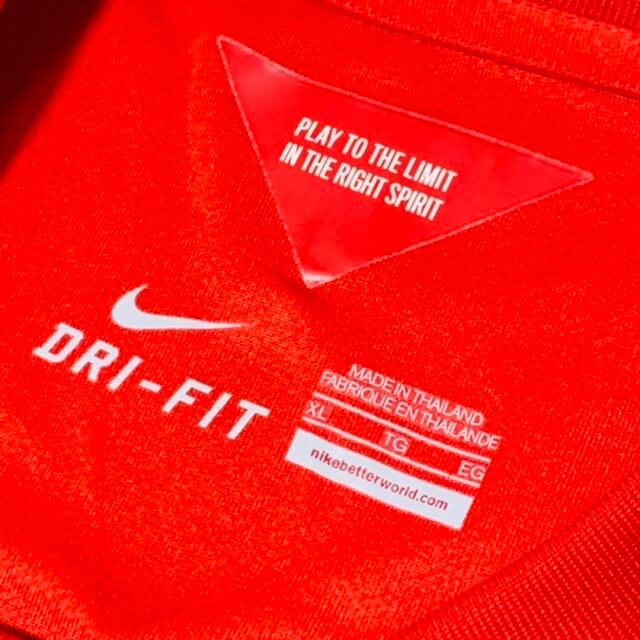 PLAY TO THE LIMIT
IN THE RIGHT SPIRIT
DRI-FIT
MADE IN THAILAND
FABRIQUE EN THAILANDE
XL
TG
EG
nikebetterworld.com